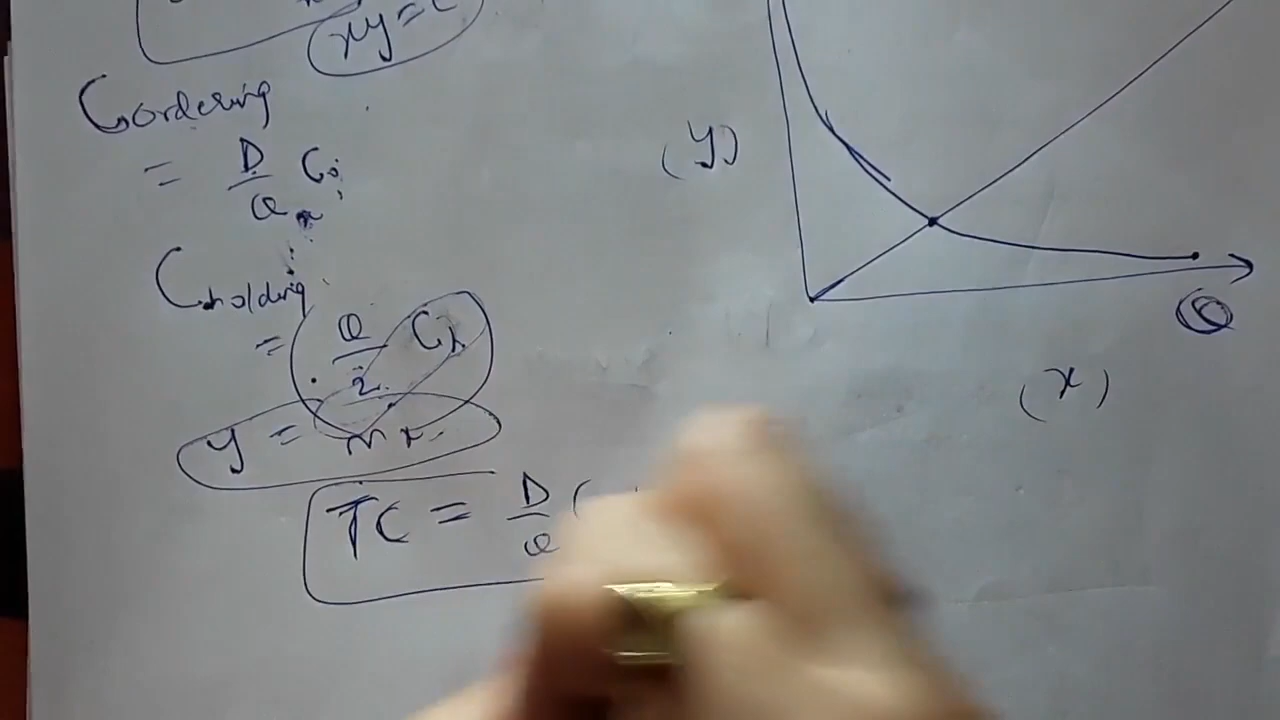 xy = C
Cordering
= D/Q Co
(y)
Cholding
= Q/2 Ch
Q
(x)
y = mx
TC = D/Q (